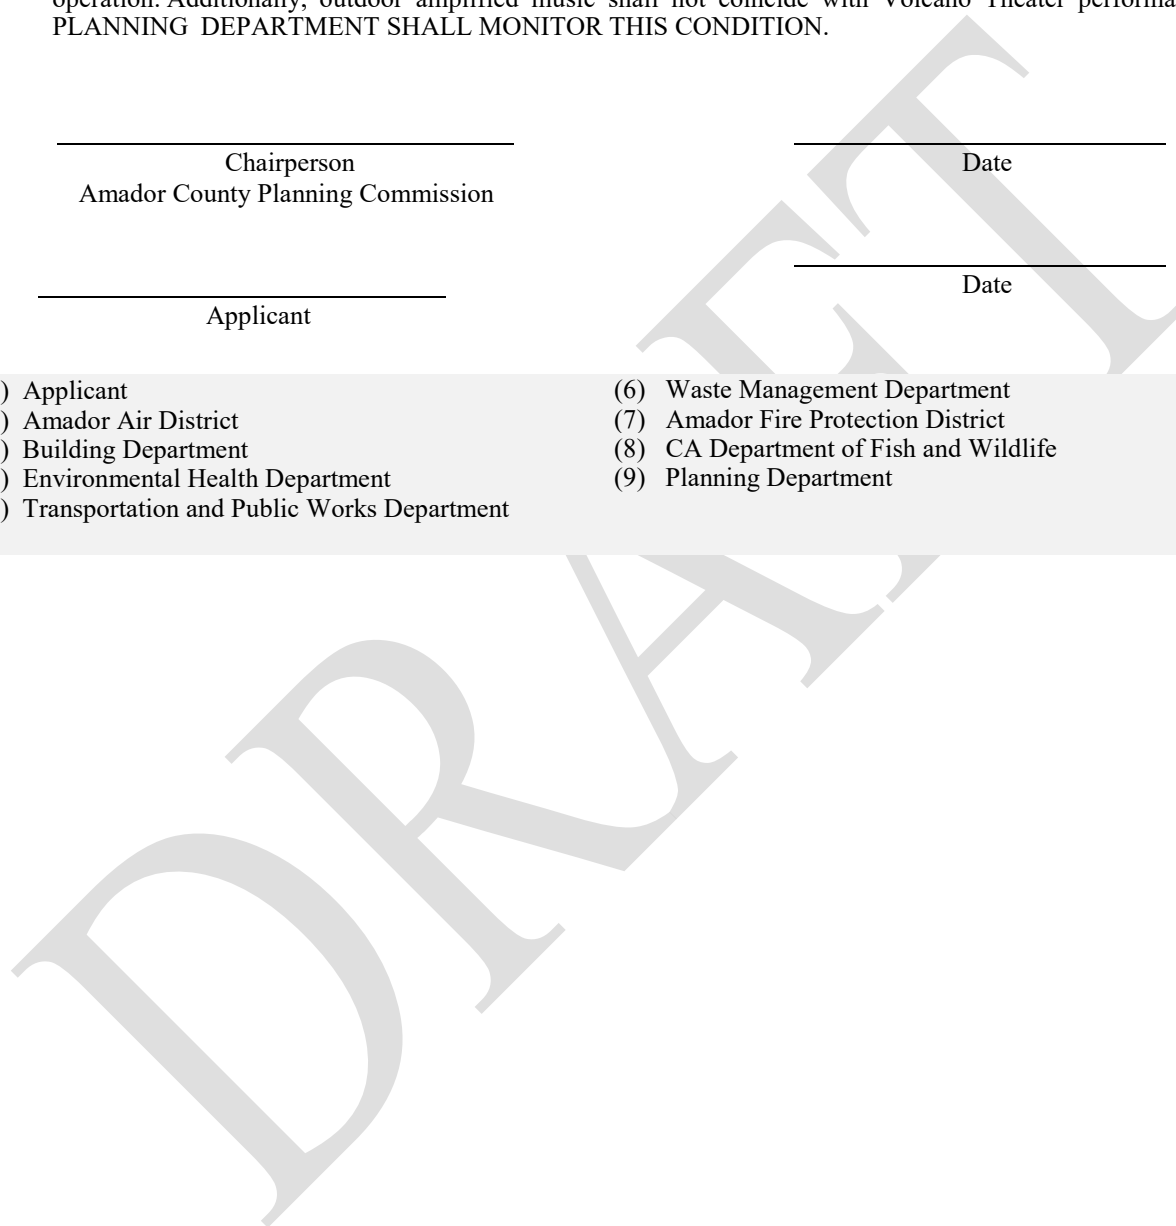 operation. Additionally, outdoor amplified music shall not coincide with Volcano Theater
PLANNING DEPARTMENT SHALL MONITOR THIS CONDITION.
Chairperson
Amador County Planning Commission
Date
Date
Applicant
) Applicant
) Amador Air District
) Building Department
) Environmental Health Department
) Transportation and Public Works Department
(6) Waste Management Department
(7) Amador Fire Protection District
(8) CA Department of Fish and Wildlife
(9) Planning Department
DRAFT